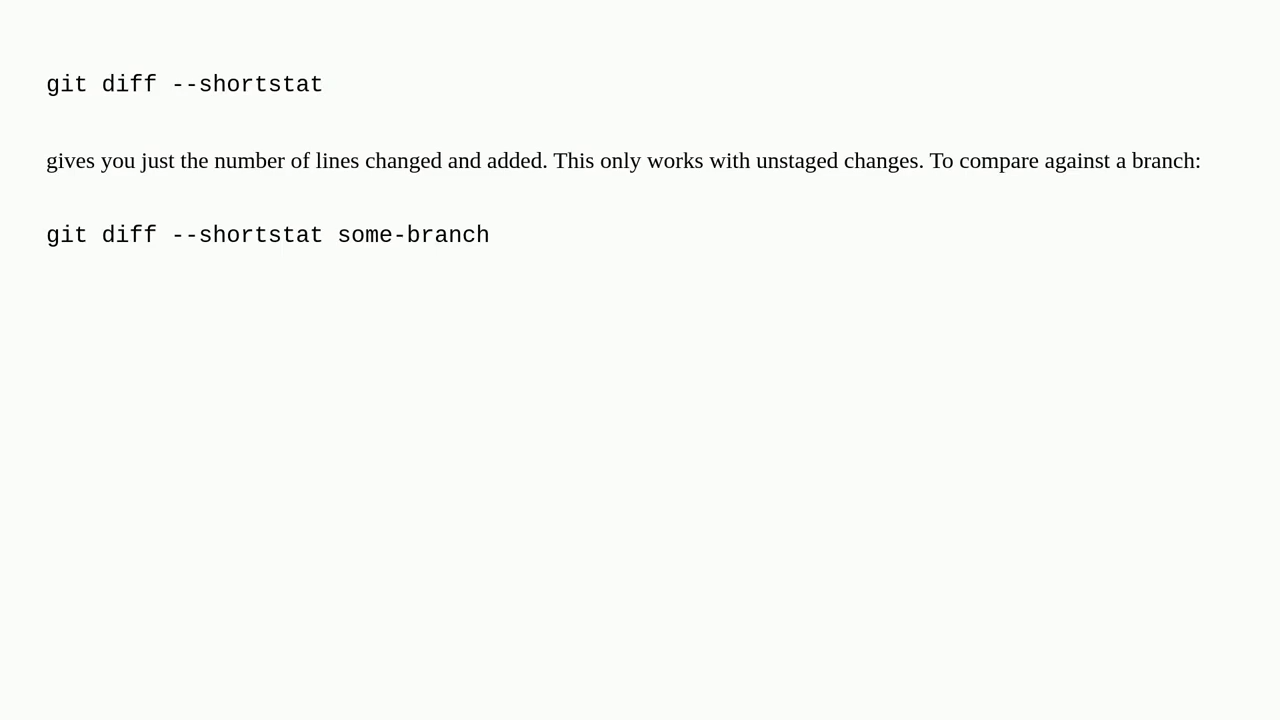 git diff --shortstat
gives you just the number of lines changed and added. This only works with unstaged changes. To compare against a branch:
git diff --shortstat some-branch